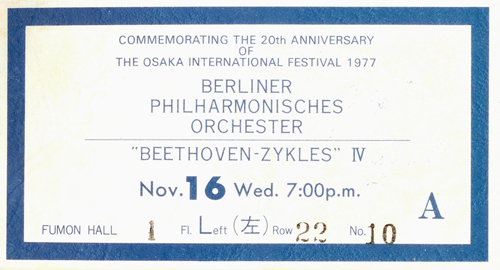 COMMEMORATING THE 20th ANNIVERSARY
OF
THE OSAKA INTERNATIONAL FESTIVAL 1977
BERLINER
PHILHARMONISCHES
ORCHESTER
"BEETHOVEN-ZYKLES" IV
Nov. 16 Wed. 7:00p.m.
A
FUMON HALL 1 Fl. Left (左) Row 22 No. 10